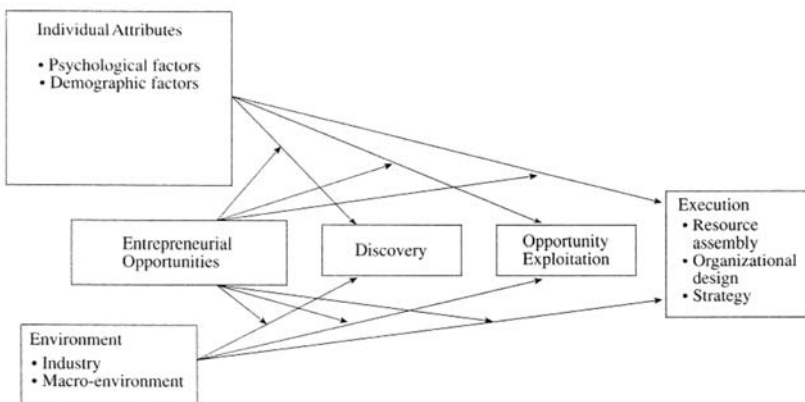 Individual Attributes
• Psychological factors
• Demographic factors
Entrepreneurial
Opportunities
Discovery
Opportunity
Exploitation
Execution
• Resource
assembly
• Organizational
design
• Strategy
Environment
• Industry
• Macro-environment